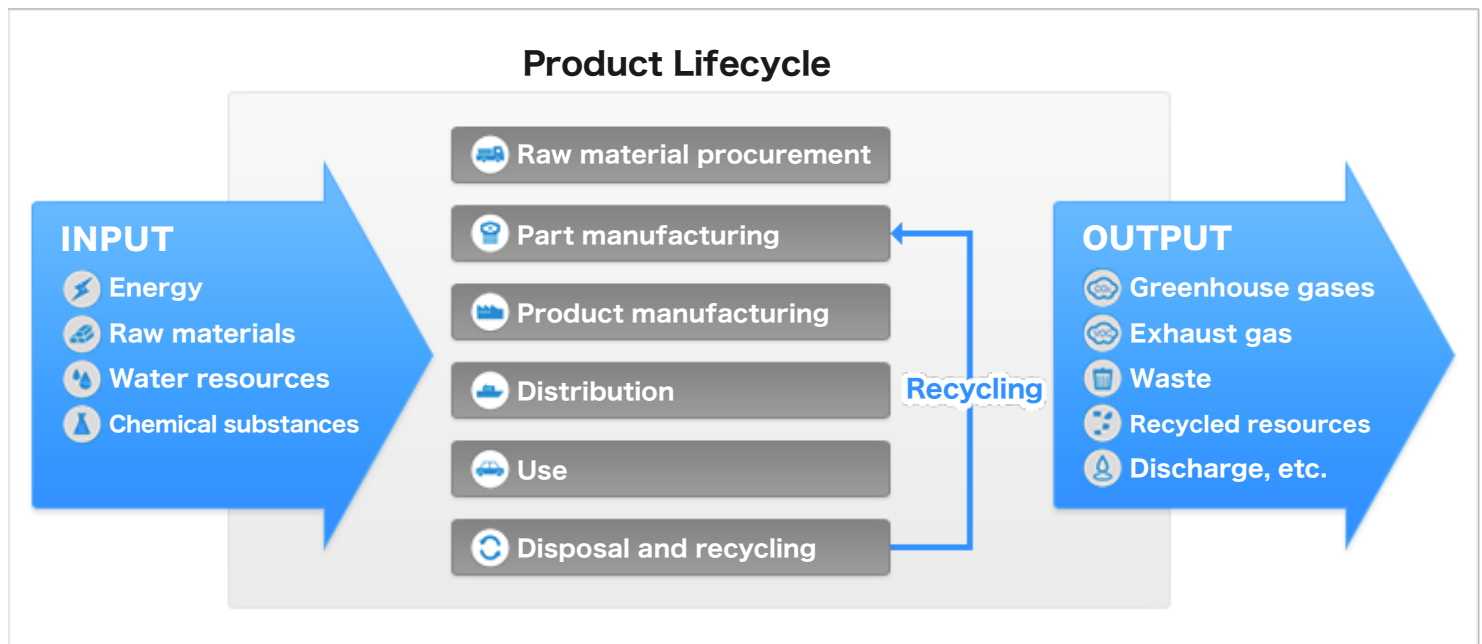 Product Lifecycle
INPUT
Energy
Raw materials
Water resources
Chemical substances
Raw material procurement
Part manufacturing
Product manufacturing
Distribution
Use
Disposal and recycling
Recycling
OUTPUT
Greenhouse gases
Exhaust gas
Waste
Recycled resources
Discharge, etc.